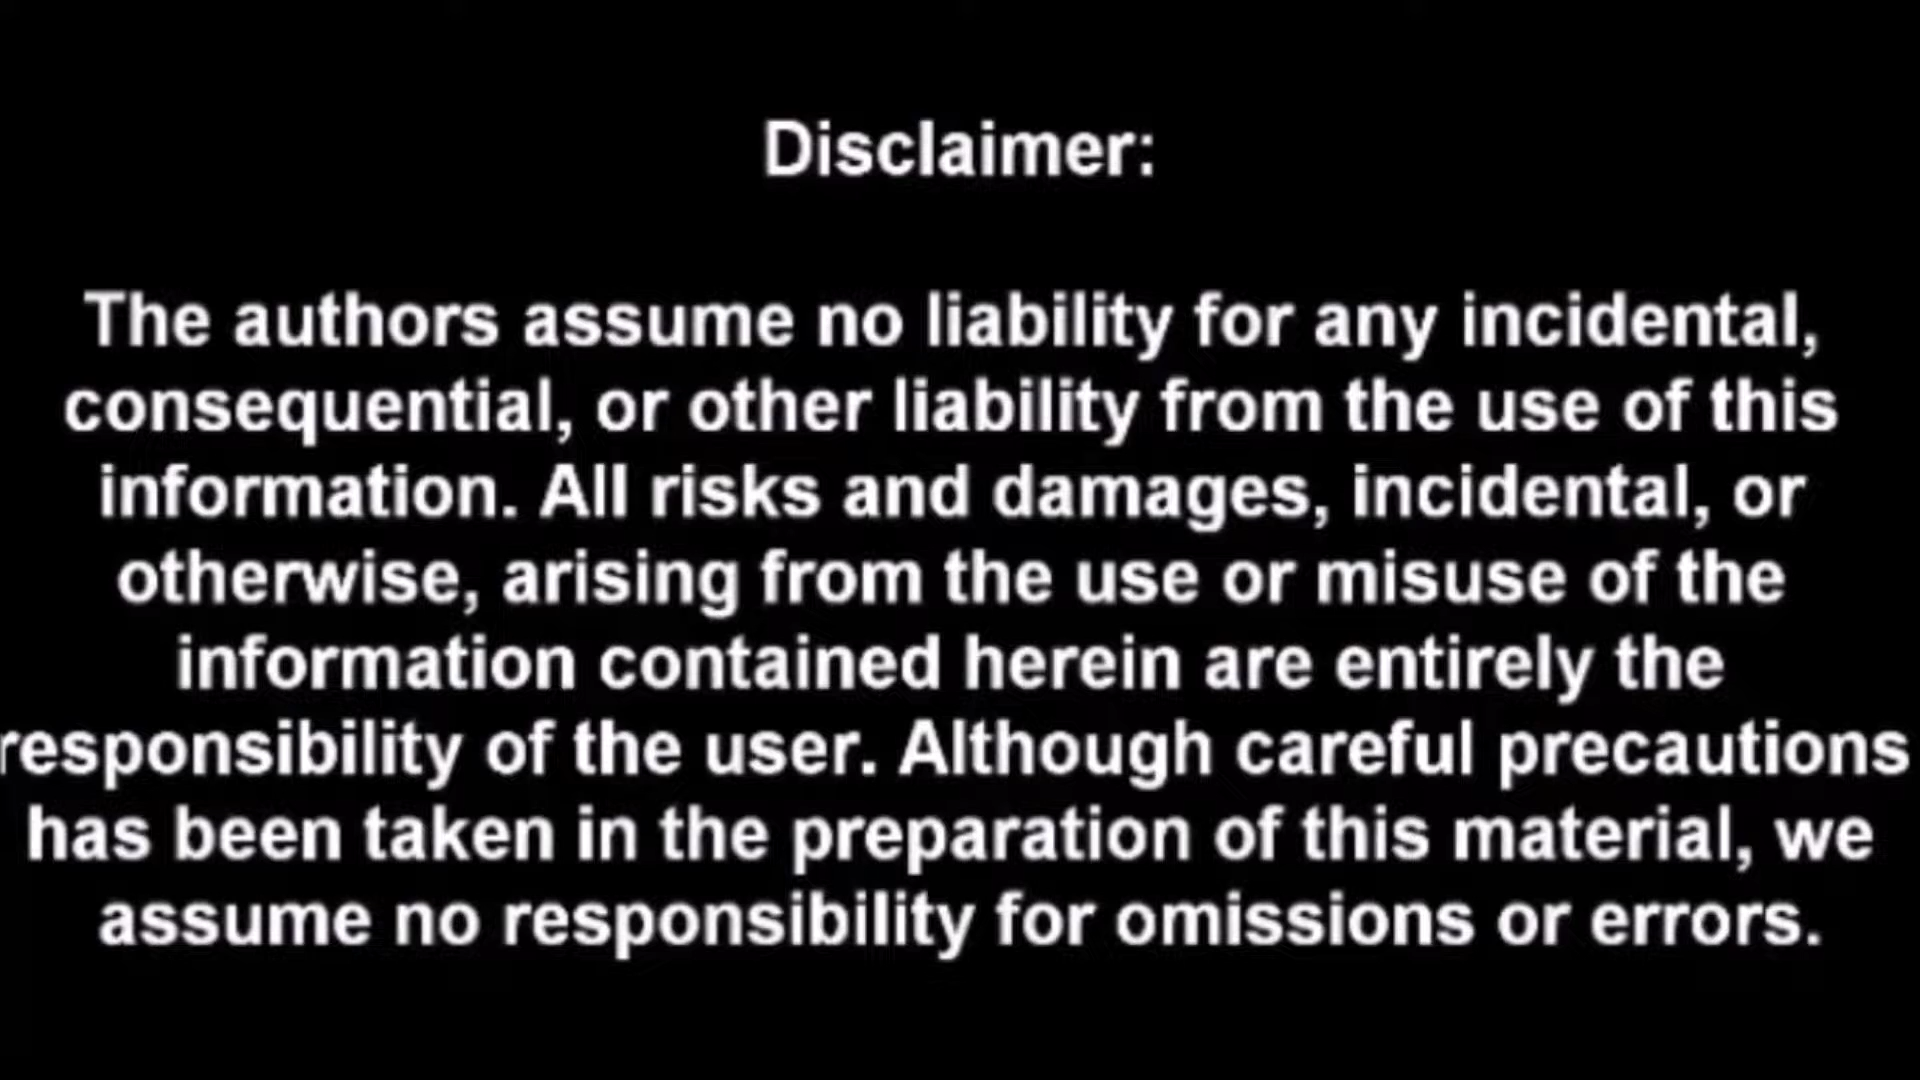 Disclaimer:
The authors assume no liability for any incidental,
consequential, or other liability from the use of this
information. All risks and damages, incidental, or
otherwise, arising from the use or misuse of the
information contained herein are entirely the
responsibility of the user. Although careful precautions
has been taken in the preparation of this material, we
assume no responsibility for omissions or errors.